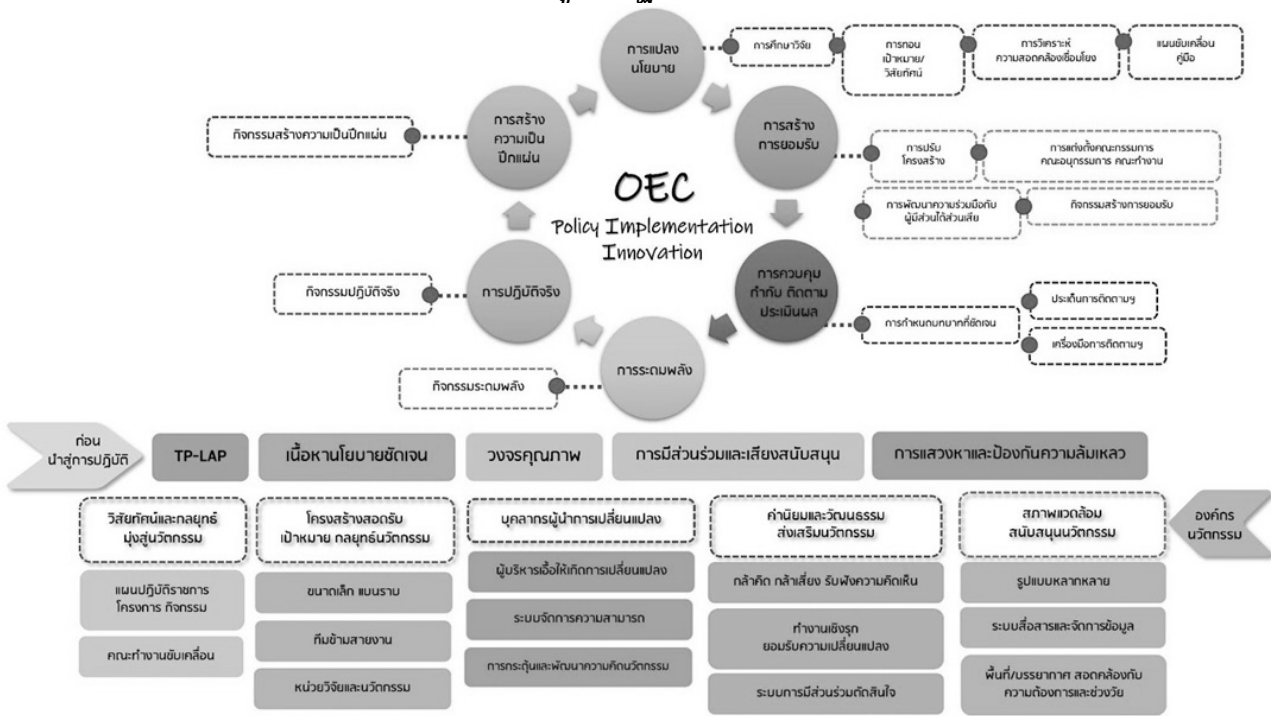 การแปลง
นโยบาย
การศึกษาวิจัย
การถอน
เป้าหมาย/
วิสัยทัศน์
การวิเคราะห์
ความสอดคล้องเชื่อมโยง
แผนขับเคลื่อน
คู่มือ
การสร้าง
การยอมรับ
การปรับ
โครงสร้าง
การแต่งตั้งคณะกรรมการ
คณะอนุกรรมการ คณะทำงาน
การพัฒนาความร่วมมือกับ
ผู้มีส่วนได้ส่วนเสีย
กิจกรรมสร้างการยอมรับ
การควบคุม
กำกับ ติดตาม
ประเมินผล
การกำหนดบทบาทที่ชัดเจน
ประเด็นการติดตามฯ
เครื่องมือการติดตามฯ
การระดมพลัง
กิจกรรมระดมพลัง
การปฏิบัติจริง
กิจกรรมปฏิบัติจริง
การสร้าง
ความเป็น
ปึกแผ่น
กิจกรรมสร้างความเป็นปึกแผ่น
OEC
Policy Implementation
Innovation
ก่อน
นำสู่การปฏิบัติ
TP-LAP
เนื้อหานโยบายชัดเจน
วงจรคุณภาพ
การมีส่วนร่วมและเสียงสนับสนุน
การแสวงหาและป้องกันความล้มเหลว
วิสัยทัศน์และกลยุทธ์
มุ่งสู่นวัตกรรม
โครงสร้างสอดรับ
เป้าหมาย กลยุทธ์นวัตกรรม
บุคลากรผู้นำการเปลี่ยนแปลง
ค่านิยมและวัฒนธรรม
ส่งเสริมนวัตกรรม
สภาพแวดล้อม
สนับสนุนนวัตกรรม
องค์กร
นวัตกรรม
แผนปฏิบัติราชการ
โครงการ กิจกรรม
คณะทำงานขับเคลื่อน
ขนาดเล็ก แบนราบ
ทีมข้ามสายงาน
หน่วยวิจัยและนวัตกรรม
ผู้บริหารเอื้อให้เกิดการเปลี่ยนแปลง
ระบบจัดการความสามารถ
การกระตุ้นและพัฒนาความคิดนวัตกรรม
กล้าคิด กล้าเสี่ยง รับฟังความคิดเห็น
ทำงานเชิงรุก
ยอมรับความเปลี่ยนแปลง
ระบบการมีส่วนร่วมตัดสินใจ
รูปแบบหลากหลาย
ระบบสื่อสารและจัดการข้อมูล
พื้นที่/บรรยากาศ สอดคล้องกับ
ความต้องการและช่วงวัย